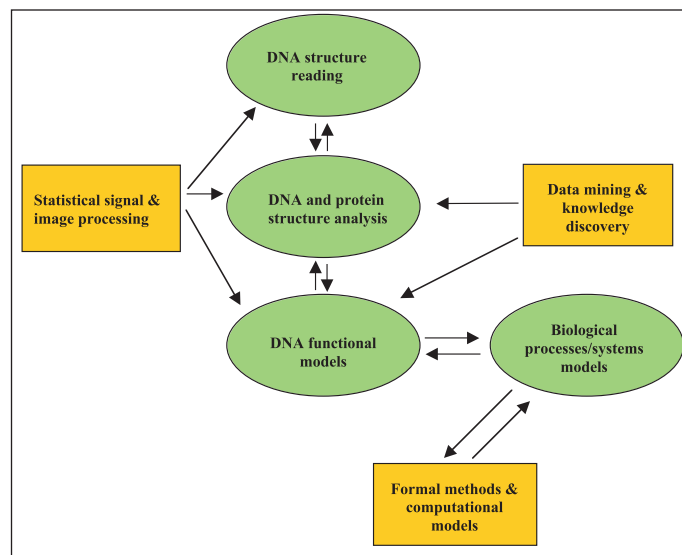 DNA structure
reading
Statistical signal &
image processing
DNA and protein
structure analysis
Data mining &
knowledge
discovery
DNA functional
models
Biological
processes/systems
models
Formal methods &
computational
models